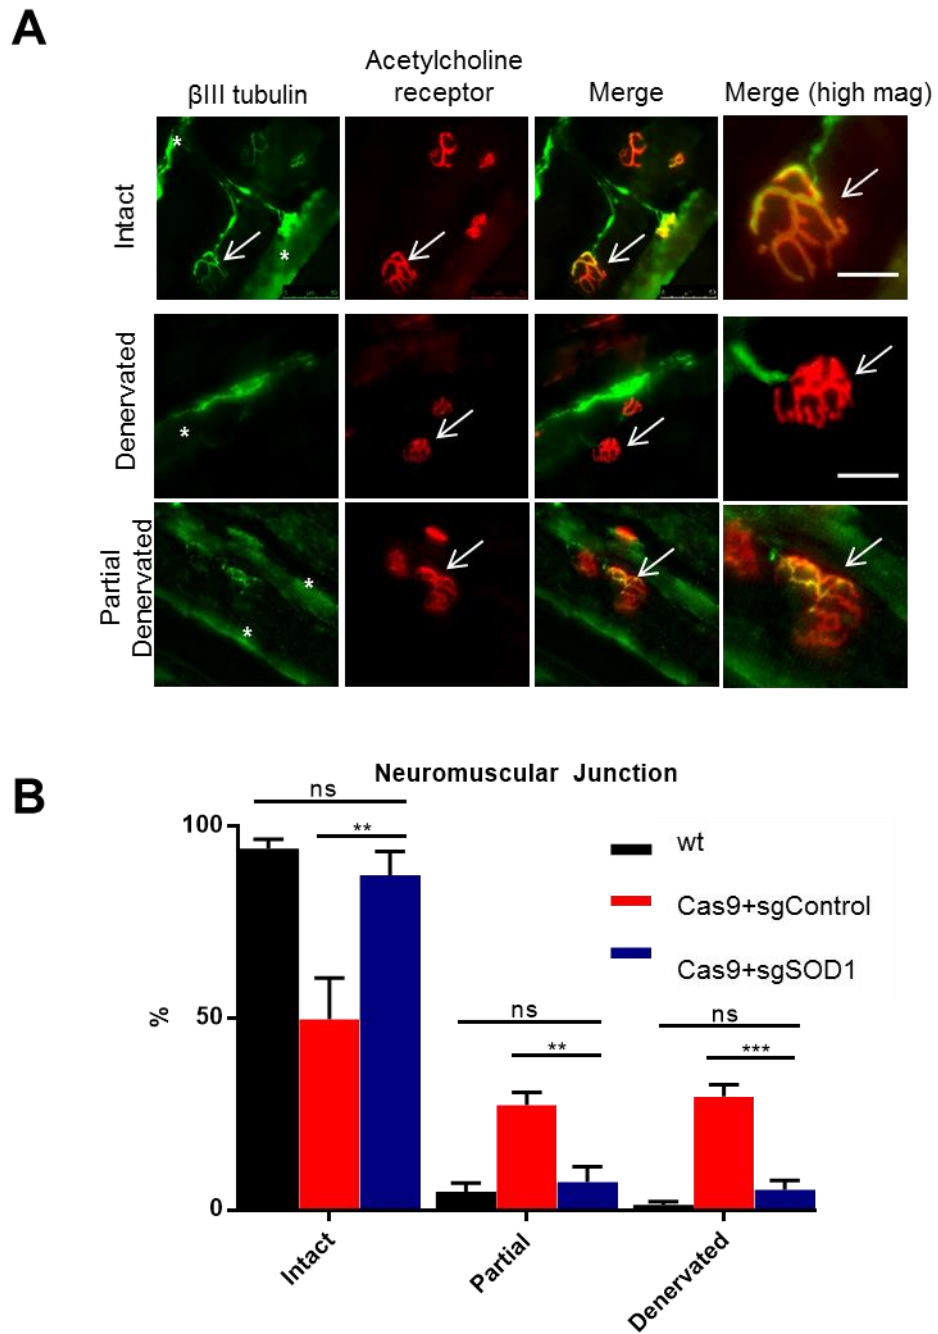 A
βIII tubulin
Acetylcholine
receptor
Merge
Merge (high mag)
Intact
*
*
Denervated
*
Partial
Denervated
*
*
B
Neuromuscular Junction
ns
**
100
wt
Cas9+sgControl
Cas9+sgSOD1
%
50
ns
**
ns
***
0
Intact
Partial
Denervated